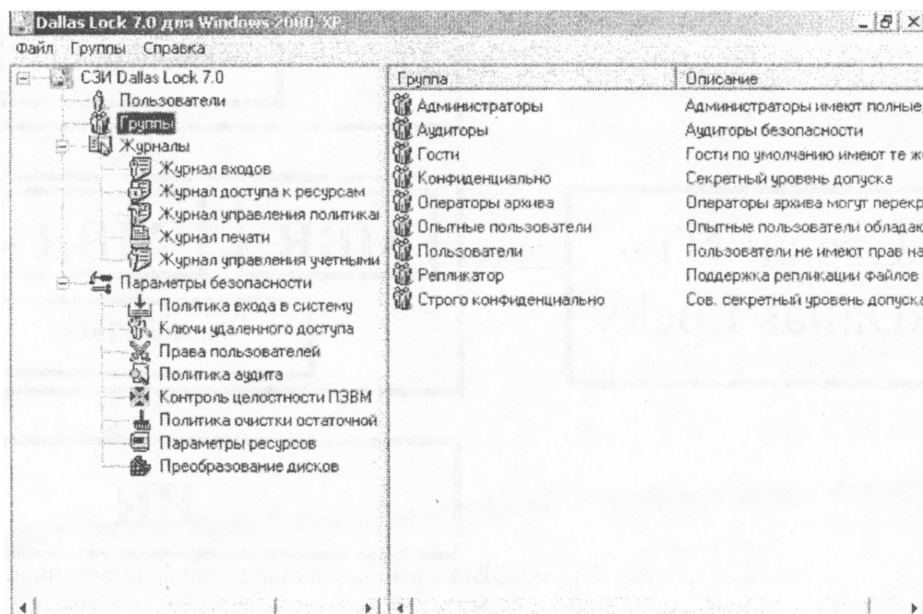 Dallas Lock 7.0 для Windows 2000/XP
Файл Группы Справка
СЗИ Dallas Lock 7.0
Пользователи
Группы
Журналы
Журнал входов
Журнал доступа к ресурсам
Журнал управления политикаи
Журнал печати
Журнал управления учетными
Параметры безопасности
Политика входа в систему
Ключи удаленного доступа
Права пользователей
Политика аудита
Контроль целостности ПЭВМ
Политика очистки остаточной
Параметры ресурсов
Преобразование дисков
Группа Описание
Администраторы Администраторы имеют полные,
Аудиторы Аудиторы безопасности
Гости Гости по умолчанию имеют те же
Конфиденциально Секретный уровень допуска
Операторы архива Операторы архива могут перекр
Опытные пользователи Опытные пользователи обладаю
Пользователи Пользователи не имеют прав на
Репликатор Поддержка репликации файлов
Строго конфиденциально Сов. секретный уровень допуска